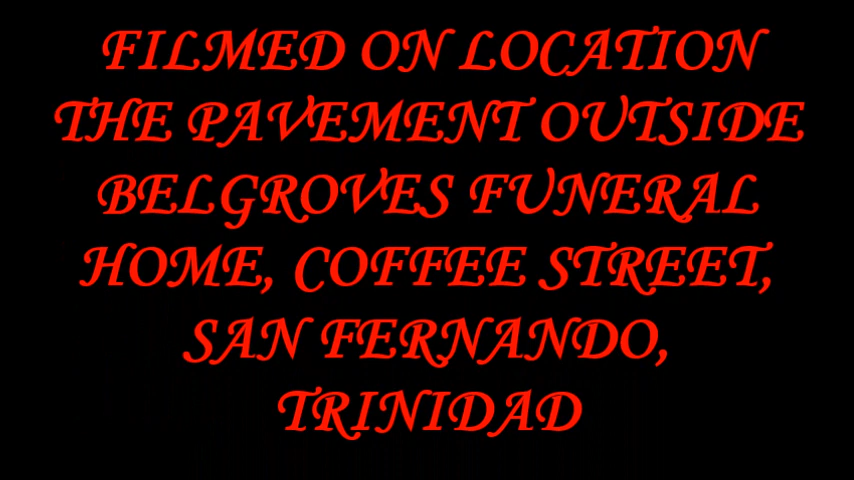 FILMED ON LOCATION
THE PAVEMENT OUTSIDE
BELGROVES FUNERAL
HOME, COFFEE STREET,
SAN FERNANDO,
TRINIDAD